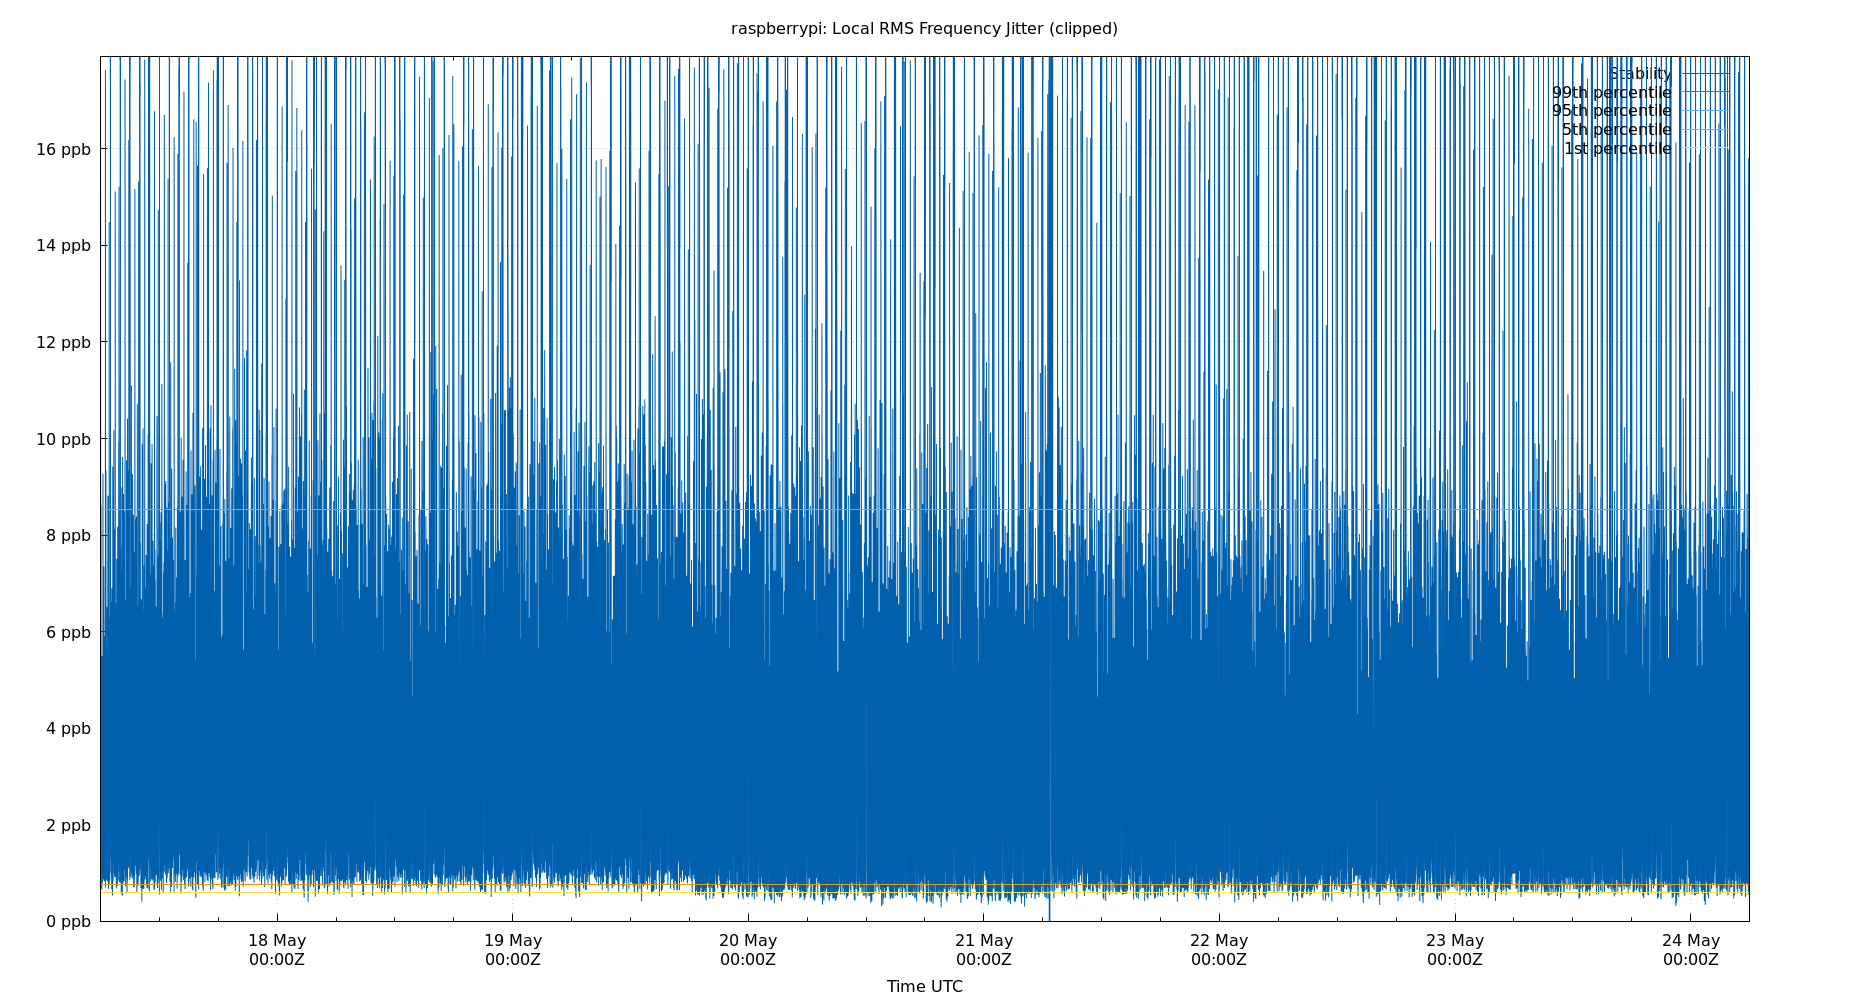 raspberrypi: Local RMS Frequency Jitter (clipped)
Stability
99th percentile
95th percentile
5th percentile
1st percentile
16 ppb
14 ppb
12 ppb
10 ppb
8 ppb
6 ppb
4 ppb
2 ppb
0 ppb
18 May 19 May 20 May 21 May 22 May 23 May 24 May
00:00Z 00:00Z 00:00Z 00:00Z 00:00Z 00:00Z 00:00Z
Time UTC